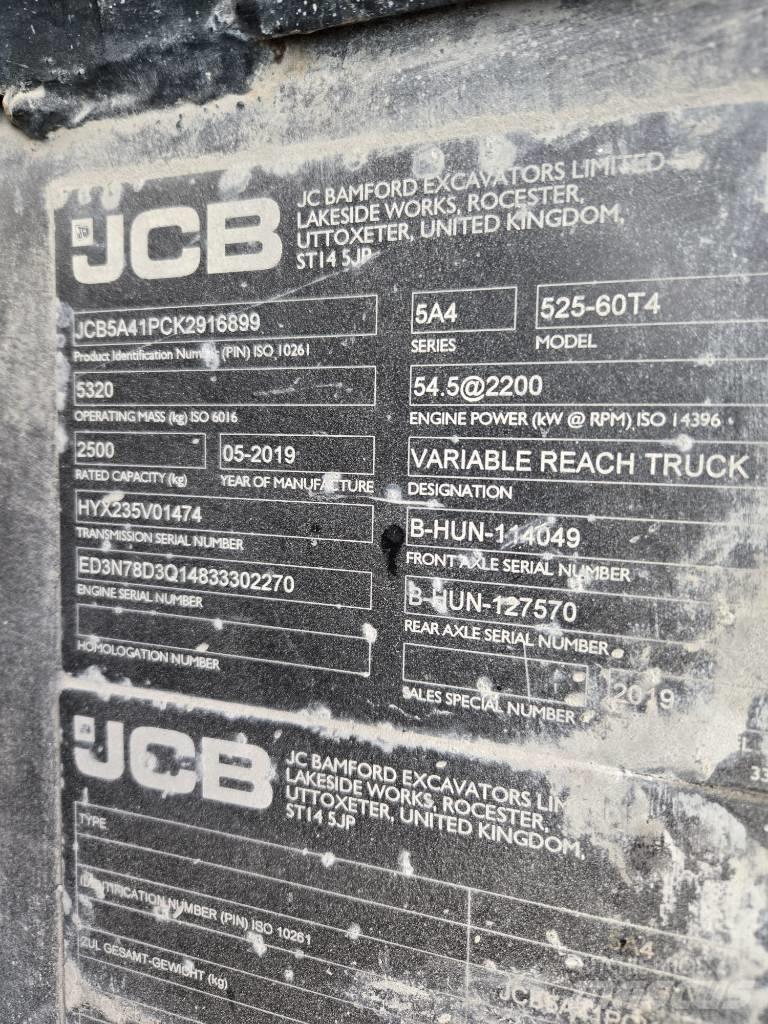 JCB
JC BAMFORD EXCAVATORS LIMITED
LAKESIDE WORKS, ROCESTER,
UTTOXETER, UNITED KINGDOM,
ST14 5JP
JCB5A41PCK2916899
Product Identification Number (PIN) ISO 10261
5A4
SERIES
525-60T4
MODEL
5320
OPERATING MASS (kg) ISO 6016
54.5@2200
ENGINE POWER (kW @ RPM) ISO 14396
2500
RATED CAPACITY (kg)
05-2019
YEAR OF MANUFACTURE
VARIABLE REACH TRUCK
DESIGNATION
HYX235V01474
TRANSMISSION SERIAL NUMBER
B-HUN-114049
FRONT AXLE SERIAL NUMBER
ED3N78D3Q14833302270
ENGINE SERIAL NUMBER
B-HUN-127570
REAR AXLE SERIAL NUMBER
HOMOLOGATION NUMBER
SALES SPECIAL NUMBER
2019
JCB
JC BAMFORD EXCAVATORS
LAKESIDE WORKS, ROCESTER,
UTTOXETER, UNITED KINGDOM,
ST14 5JP
TYPE
IDENTIFICATION NUMBER (PIN) ISO 10261
ZUL GESAMT-GEWICHT (kg)